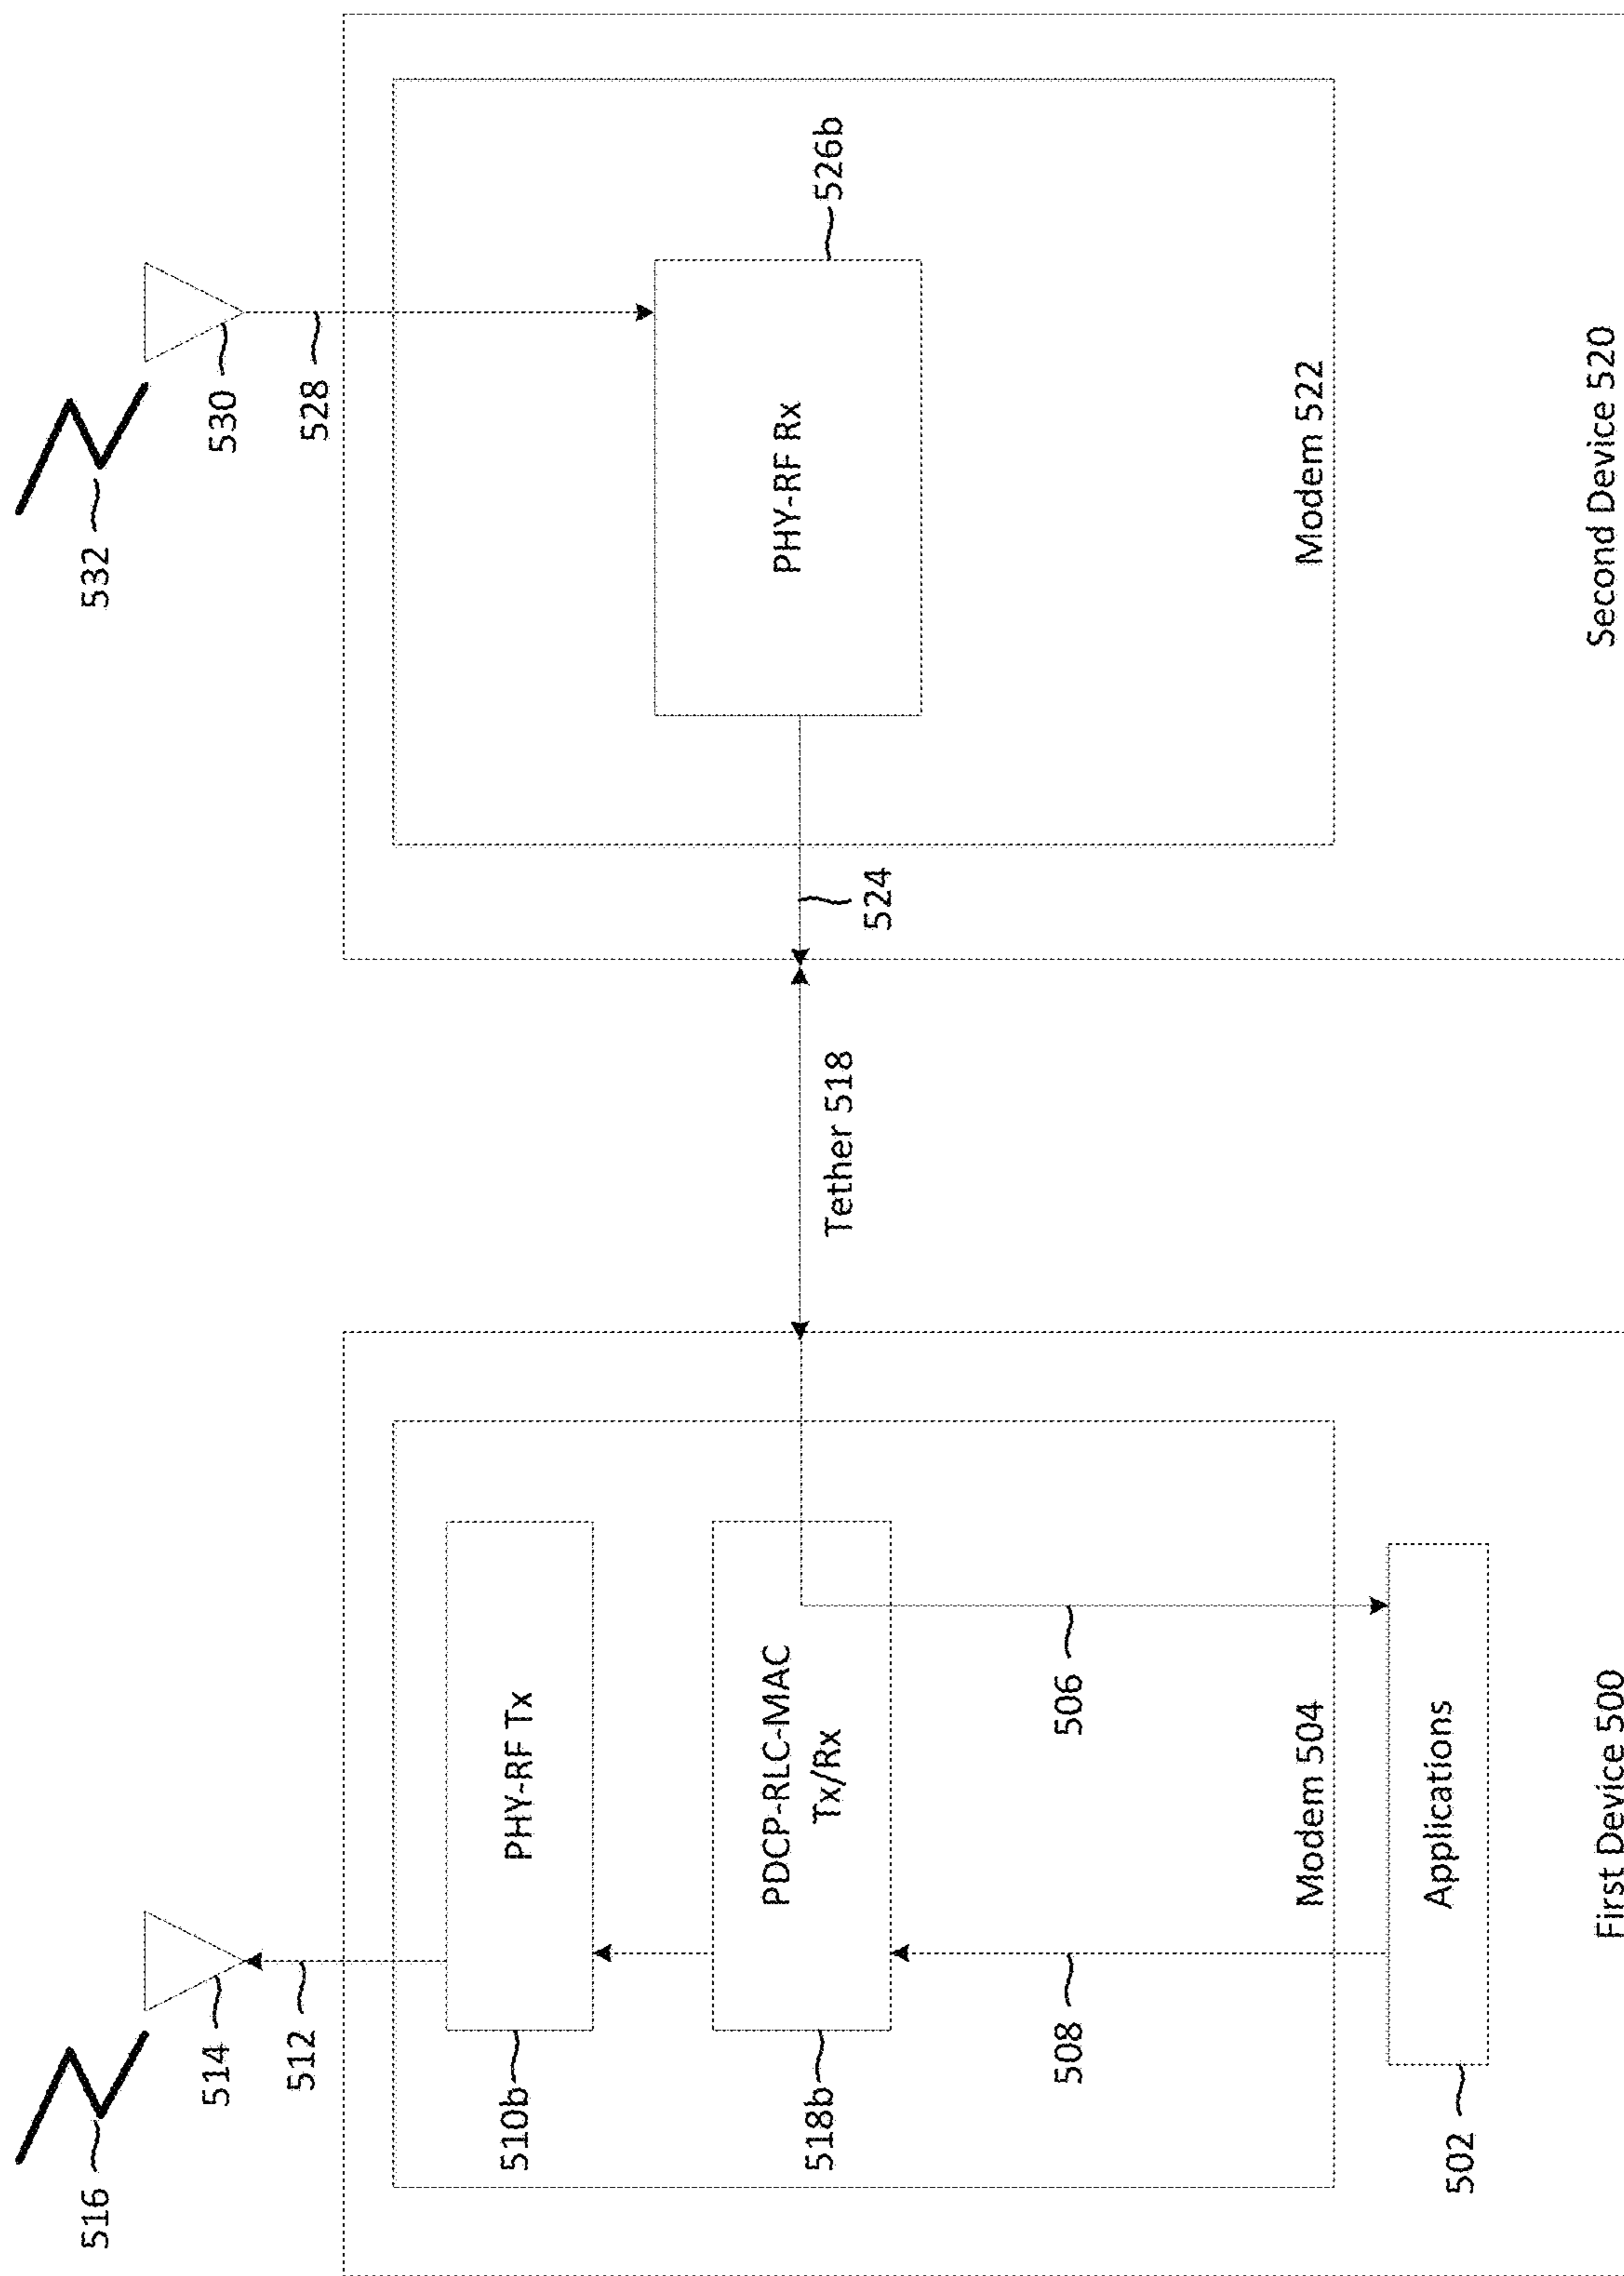 516
532
514
530
512
528
510b
PHY-RF Tx
PDCP-RLC-MAC
Tx/Rx
518b
PHY-RF Rx
526b
Tether 518
524
508
506
Modem 504
Modem 522
Applications
502
First Device 500
Second Device 520